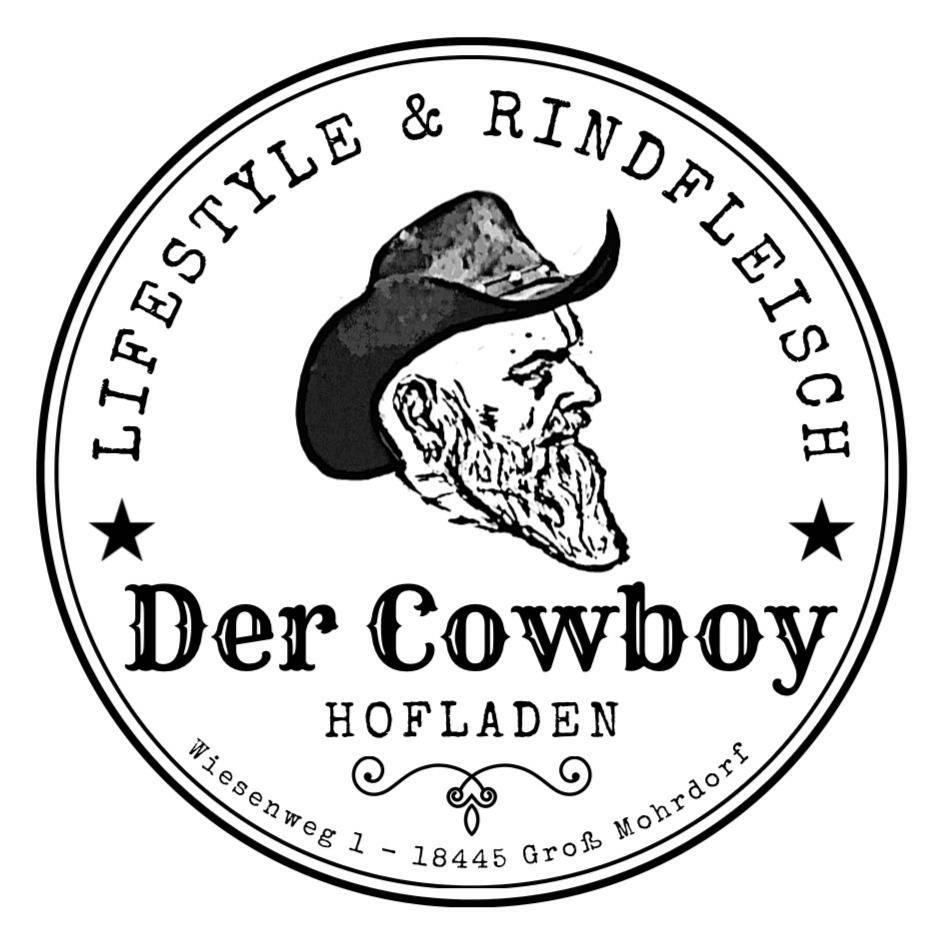 LIFESTYLE & RINDFLEISCH
Der Cowboy
HOFLADEN
Wiesenweg 1 - 18445 Groß Mohrdorf